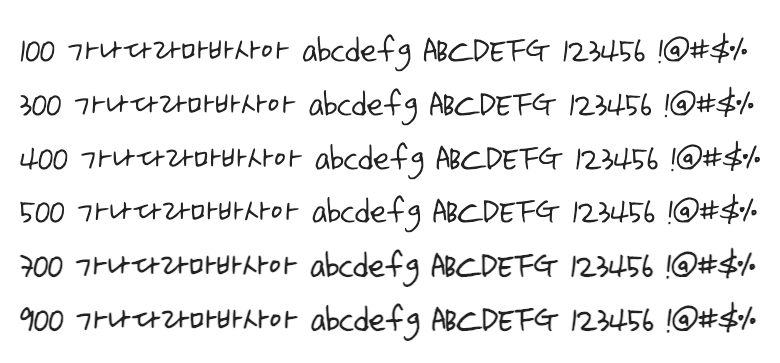 100 가나다라마바사아 abcdefg ABCDEFG 123456 !@#$%
300 가나다라마바사아 abcdefg ABCDEFG 123456 !@#$%
400 가나다라마바사아 abcdefg ABCDEFG 123456 !@#$%
500 가나다라마바사아 abcdefg ABCDEFG 123456 !@#$%
700 가나다라마바사아 abcdefg ABCDEFG 123456 !@#$%
900 가나다라마바사아 abcdefg ABCDEFG 123456 !@#$%